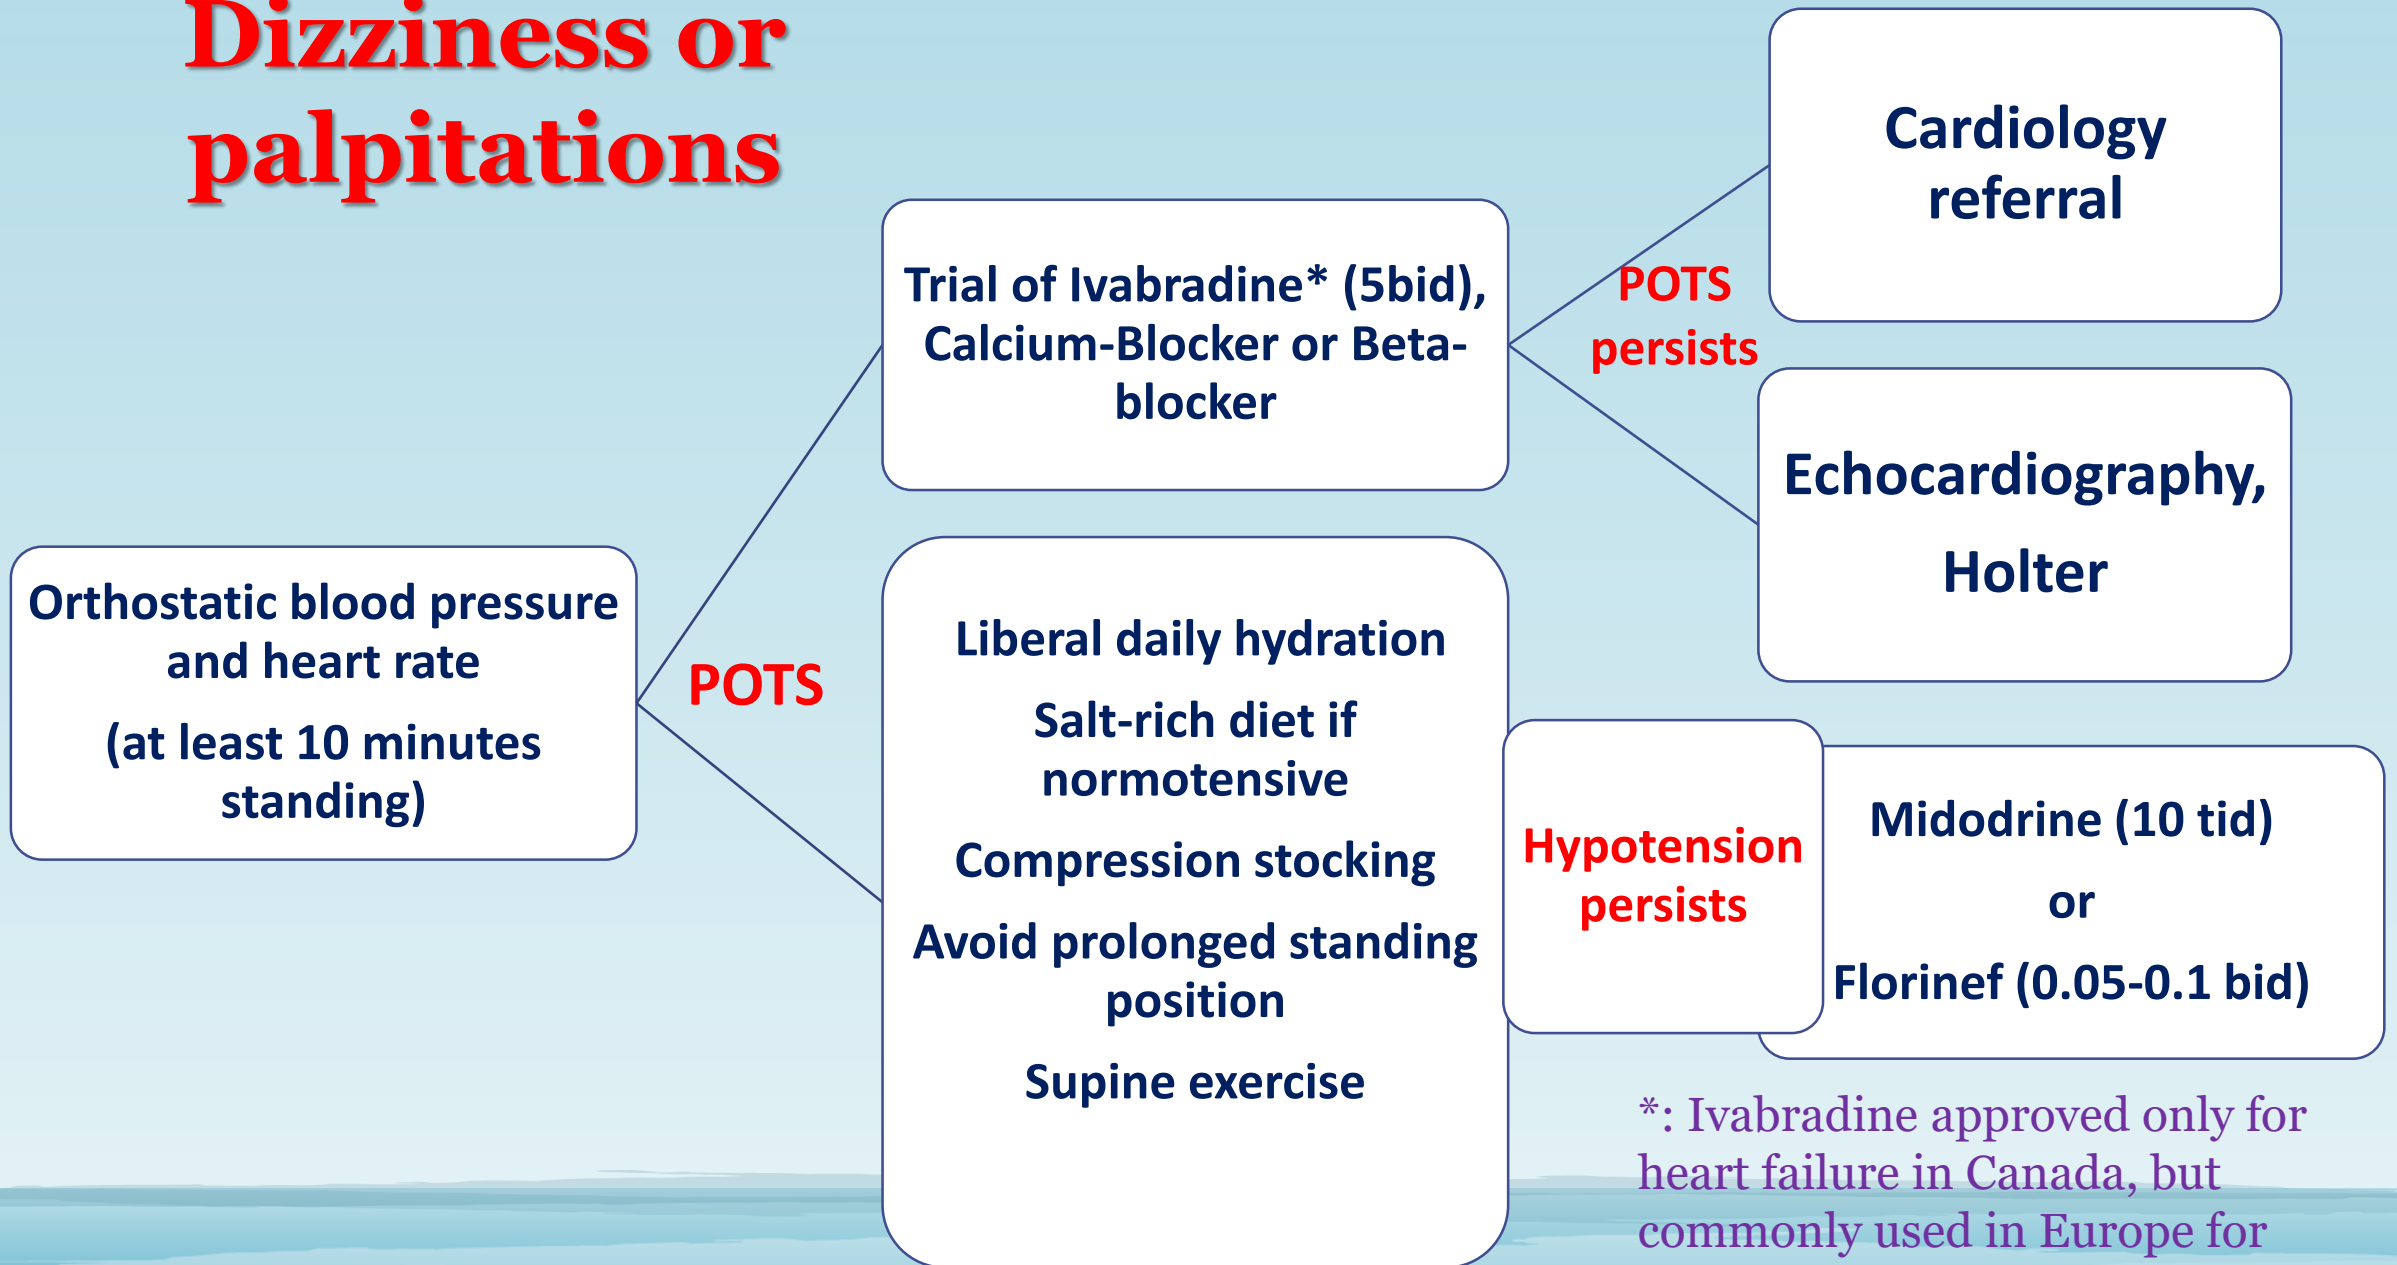 Dizziness or
palpitations
Orthostatic blood pressure
and heart rate
(at least 10 minutes
standing)
POTS
Trial of Ivabradine* (5bid),
Calcium-Blocker or Beta-
blocker
POTS
persists
Cardiology
referral
Echocardiography,
Holter
Liberal daily hydration
Salt-rich diet if
normotensive
Compression stocking
Avoid prolonged standing
position
Supine exercise
Hypotension
persists
Midodrine (10 tid)
or
Florinef (0.05-0.1 bid)
*: Ivabradine approved only for
heart failure in Canada, but
commonly used in Europe for